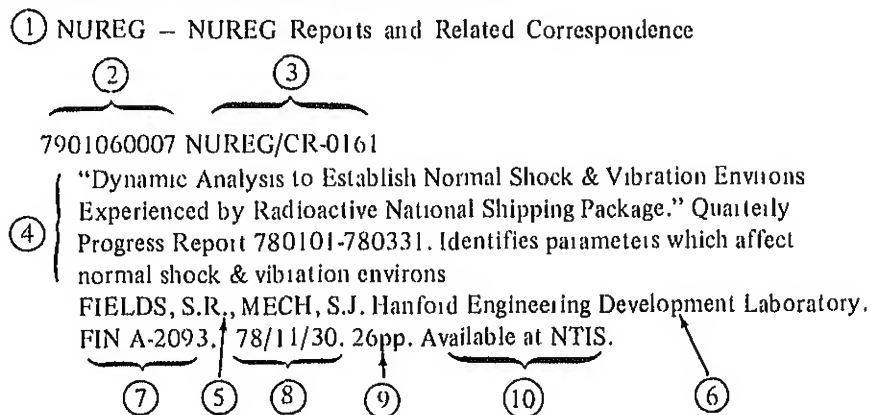 ① NUREG – NUREG Reports and Related Correspondence
② ③
7901060007 NUREG/CR-0161
"Dynamic Analysis to Establish Normal Shock & Vibration Environs
Experienced by Radioactive National Shipping Package." Quarterly
④ Progress Report 780101-780331. Identifies parameters which affect
normal shock & vibration environs
FIELDS, S.R., MECH, S.J. Hanford Engineering Development Laboratory.
FIN A-2093. 78/11/30. 26pp. Available at NTIS.
⑦ ⑤ ⑧ ⑨ ⑩ ⑥